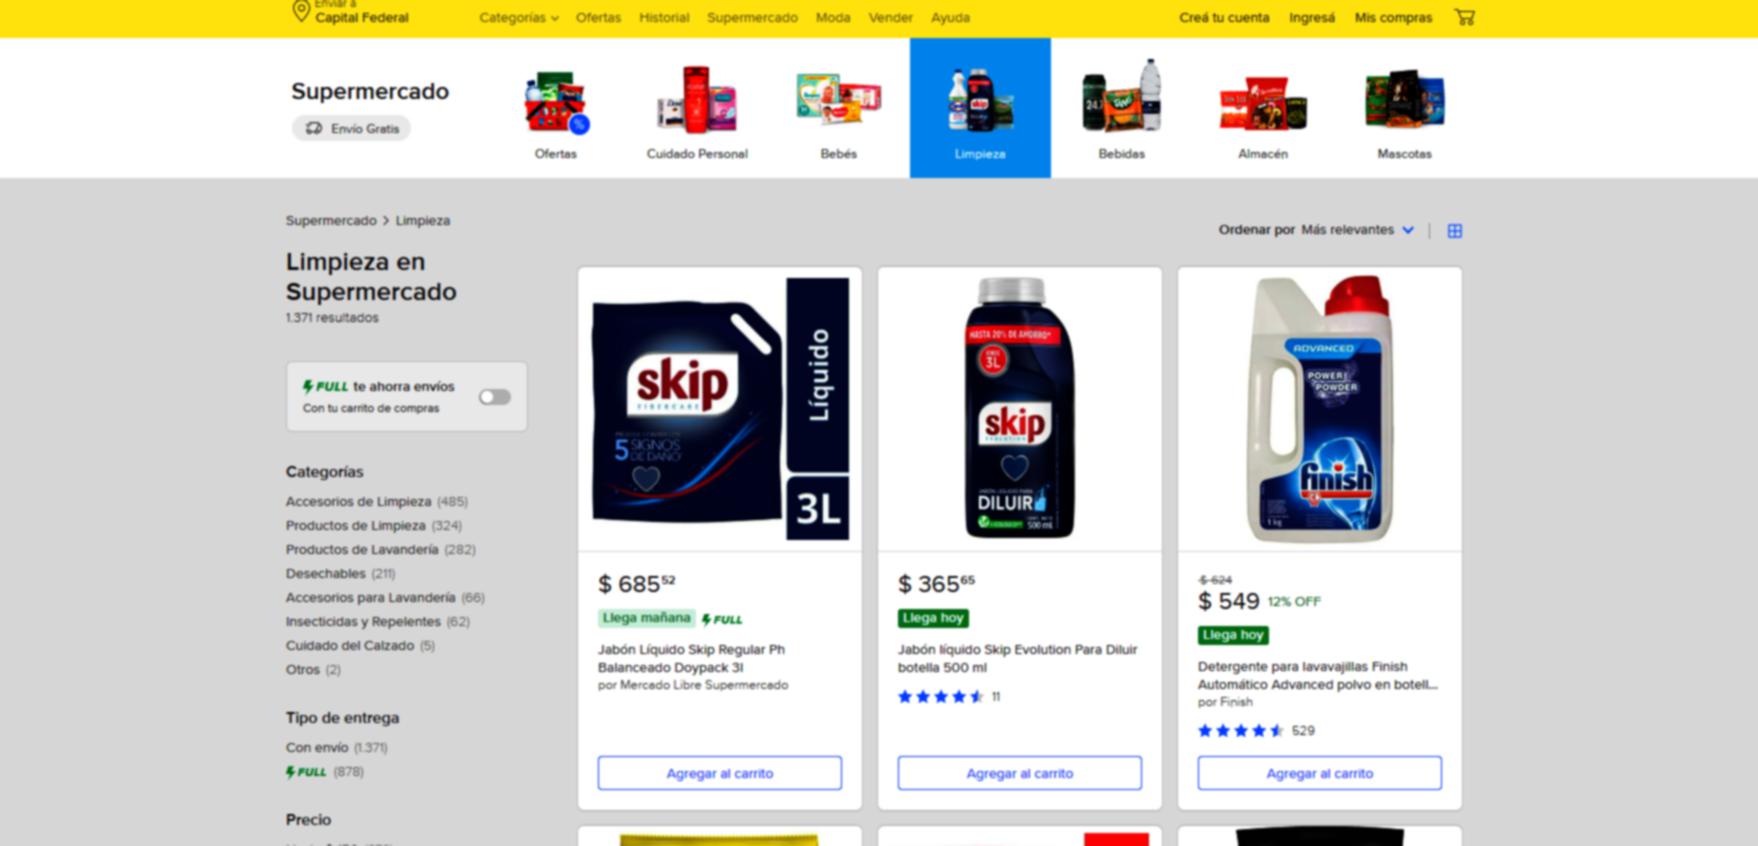 Enviar a
Capital Federal
Categorías Ofertas Historial Supermercado Moda Vender Ayuda
Creá tu cuenta Ingresá Mis compras
Supermercado
Envío Gratis
%
Ofertas
Cuidado Personal
Bebés
Limpieza
Bebidas
Almacén
Mascotas
Supermercado > Limpieza
Ordenar por Más relevantes
Limpieza en
Supermercado
1.371 resultados
FULL te ahorra envíos
Con tu carrito de compras
Categorías
Accesorios de Limpieza (485)
Productos de Limpieza (324)
Productos de Lavandería (282)
Desechables (211)
Accesorios para Lavandería (66)
Insecticidas y Repelentes (62)
Cuidado del Calzado (5)
Otros (2)
Tipo de entrega
Con envío (1.371)
FULL (878)
Precio
skip
FIBERCARE
5 SIGNOS
DE DAÑO
Líquido
3L
$ 685 52
Llega mañana FULL
Jabón Líquido Skip Regular Ph
Balanceado Doypack 3l
por Mercado Libre Supermercado
Agregar al carrito
HASTA 20% DE AHORRO*
3L
skip
EVOLUTION
DILUIR
500 ml
$ 365 65
Llega hoy
Jabón líquido Skip Evolution Para Diluir
botella 500 ml
11
Agregar al carrito
ADVANCED
POWER
POWDER
finish
1 kg
$ 624
$ 549 12% OFF
Llega hoy
Detergente para lavavajillas Finish
Automático Advanced polvo en botell...
por Finish
529
Agregar al carrito